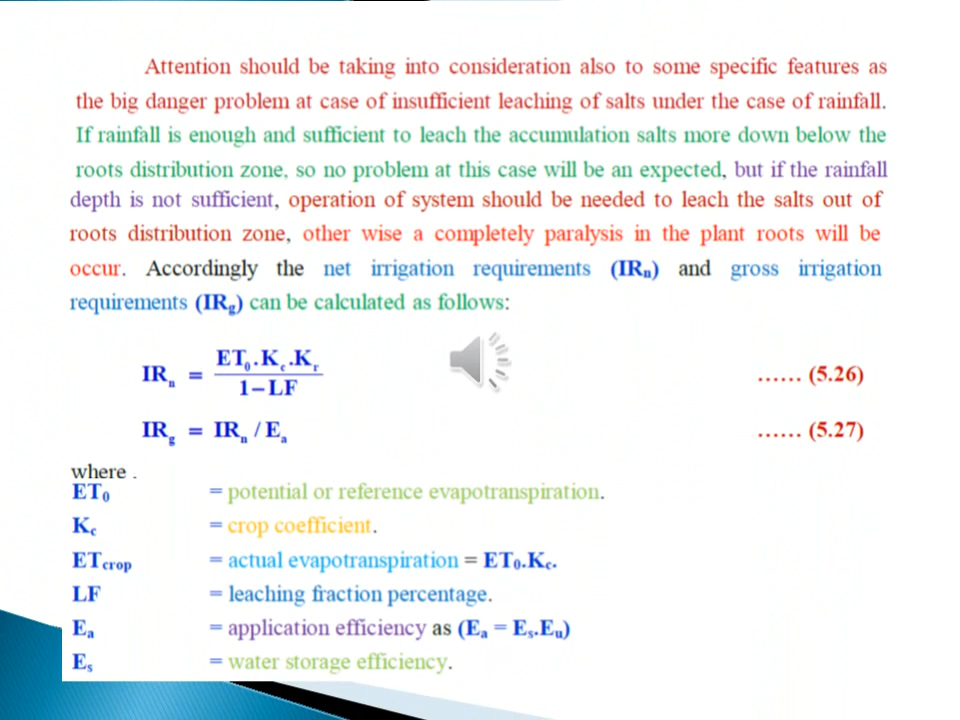 Attention should be taking into consideration also to some specific features as
the big danger problem at case of insufficient leaching of salts under the case of rainfall.
If rainfall is enough and sufficient to leach the accumulation salts more down below the
roots distribution zone, so no problem at this case will be an expected, but if the rainfall
depth is not sufficient, operation of system should be needed to leach the salts out of
roots distribution zone, other wise a completely paralysis in the plant roots will be
occur. Accordingly the net irrigation requirements (IRₙ) and gross irrigation
requirements (IR_g) can be calculated as follows:
IRₙ = ET₀.K_c.K_r / 1−LF ...... (5.26)
IR_g = IRₙ / Eₐ ...... (5.27)
where .
ET₀ = potential or reference evapotranspiration.
K_c = crop coefficient.
ET_crop = actual evapotranspiration = ET₀.K_c.
LF = leaching fraction percentage.
Eₐ = application efficiency as (Eₐ = Eₛ.Eᵤ)
Eₛ = water storage efficiency.